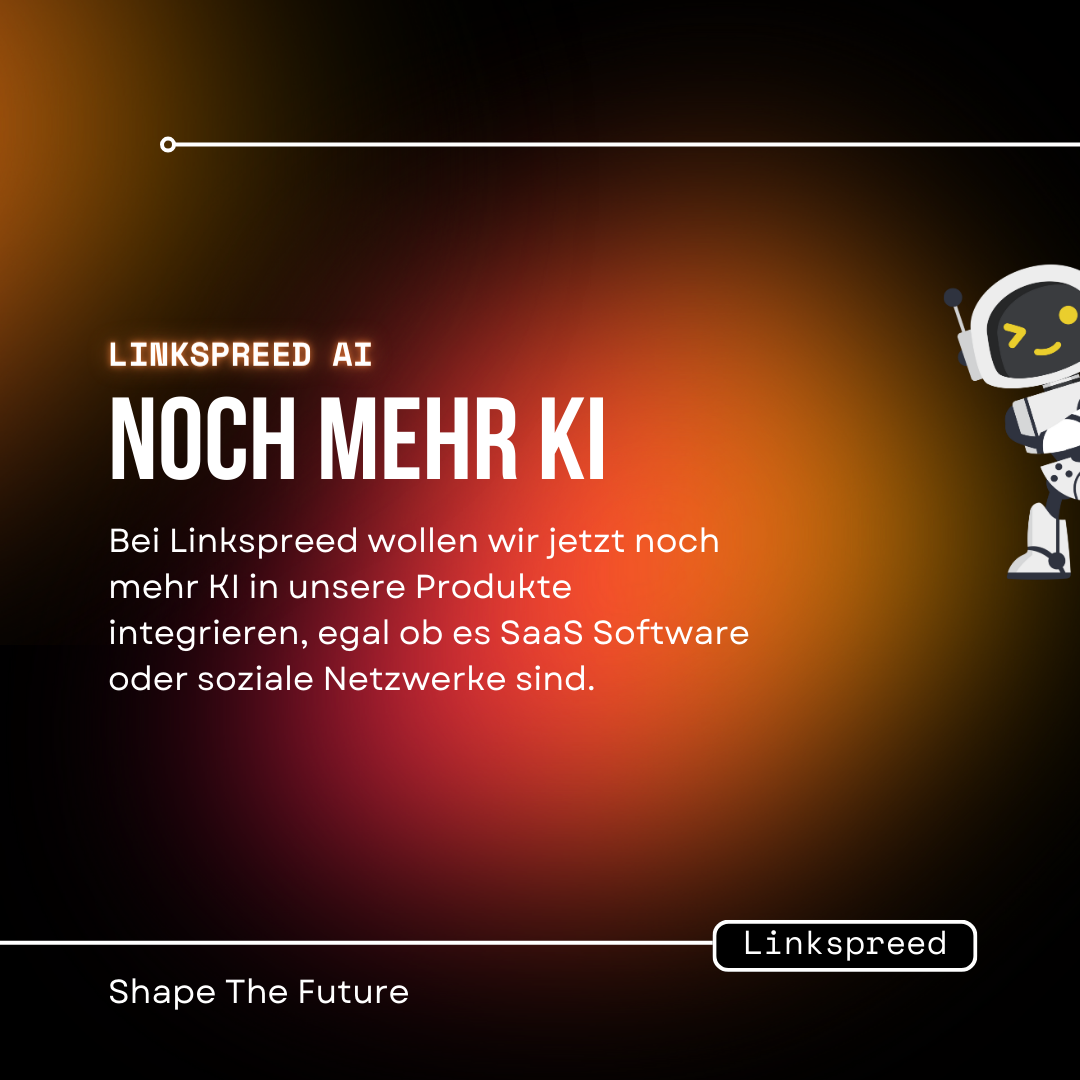 LINKSPREED AI
NOCH MEHR KI
Bei Linkspreed wollen wir jetzt noch
mehr KI in unsere Produkte
integrieren, egal ob es SaaS Software
oder soziale Netzwerke sind.
Linkspreed
Shape The Future